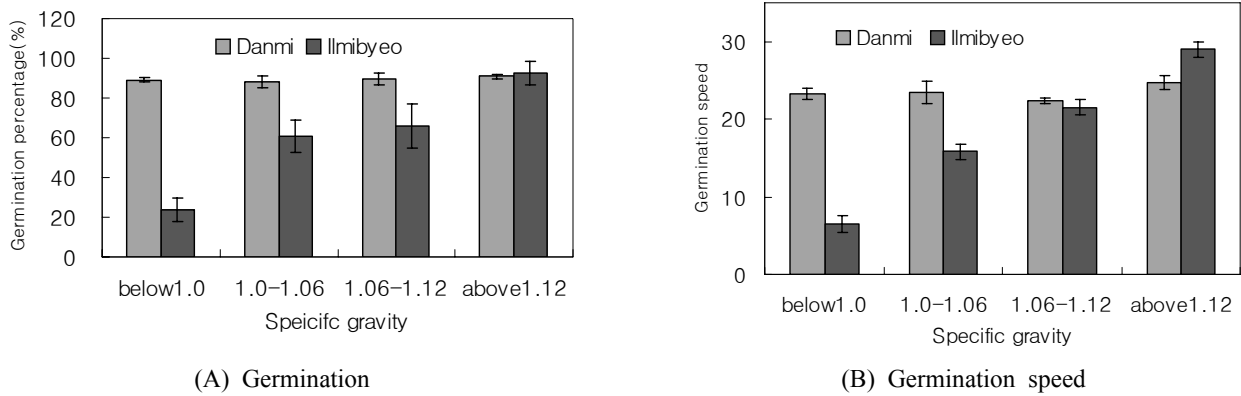 120
100
80
60
40
20
0
Germination percentage(%)
Danmi
Ilmibyeo
below1.0
1.0-1.06
1.06-1.12
above1.12
Speicifc gravity
(A) Germination
30
20
10
0
Germination speed
Danmi
Ilmibyeo
below1.0
1.0-1.06
1.06-1.12
above1.12
Specific gravity
(B) Germination speed